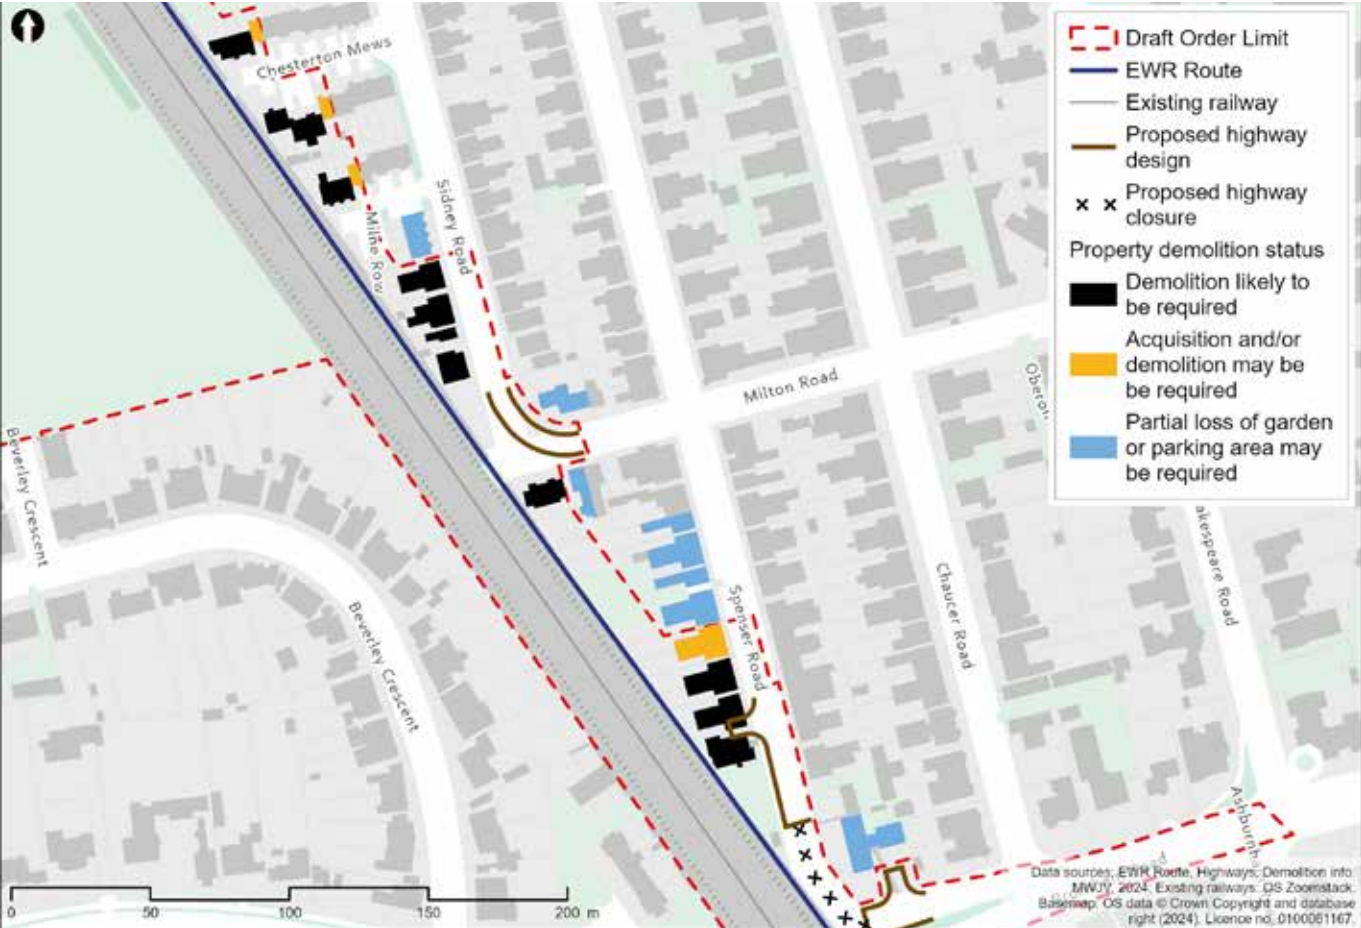 Draft Order Limit
EWR Route
Existing railway
Proposed highway
design
Proposed highway
closure
Property demolition status
Demolition likely to
be required
Acquisition and/or
demolition may be
be required
Partial loss of garden
or parking area may
be required
Chesterton Mews
Sidney Road
Milne Row
Milton Road
Beverley Crescent
Beverley Crescent
Spenser Road
Chaucer Road
akespeare Road
Data sources: EWR Route, Highways, Demolition info:
MWJV, 2024. Existing railways: OS Zoomstack.
Basemap: OS data © Crown Copyright and database
right (2024). Licence no. 0100061167.
0 50 100 150 200 m